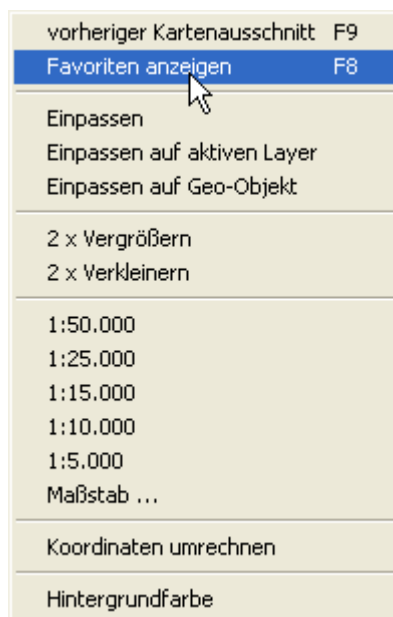 vorheriger Kartenausschnitt F9
Favoriten anzeigen F8
Einpassen
Einpassen auf aktiven Layer
Einpassen auf Geo-Objekt
2 x Vergrößern
2 x Verkleinern
1:50.000
1:25.000
1:15.000
1:10.000
1:5.000
Maßstab ...
Koordinaten umrechnen
Hintergrundfarbe